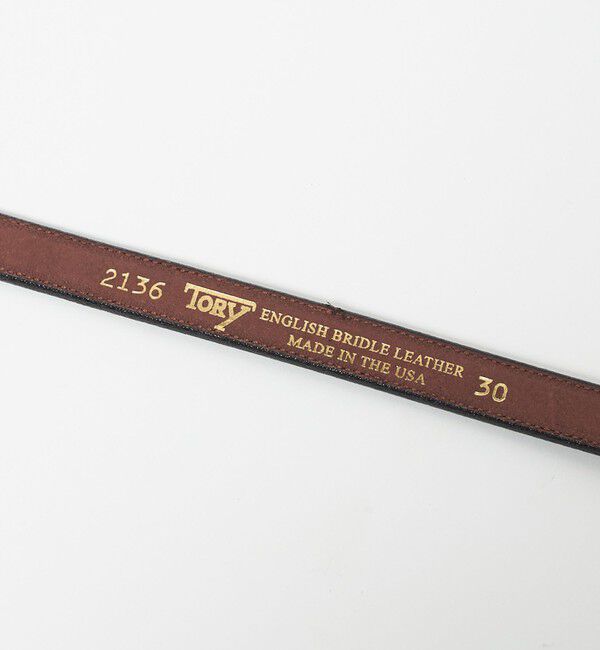 2136 TORY ENGLISH BRIDLE LEATHER
MADE IN THE USA 30